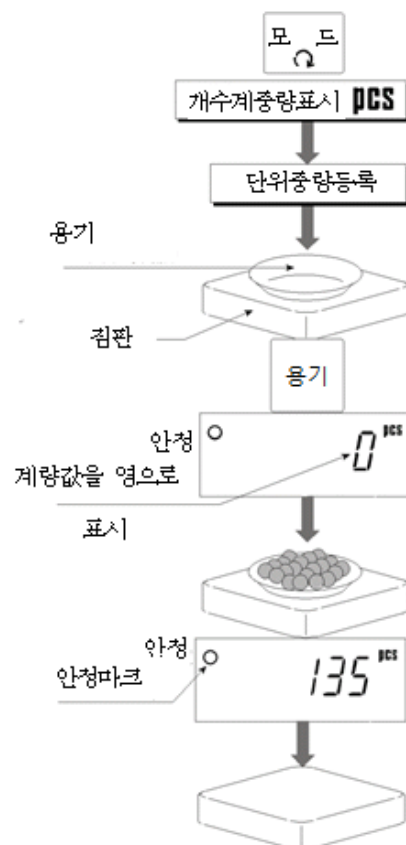 모 드
개수계중량표시 pcs
단위중량등록
용기
짐판
용기
안정
0 pcs
계량값을 영으로
표시
안정
안정마크
135 pcs